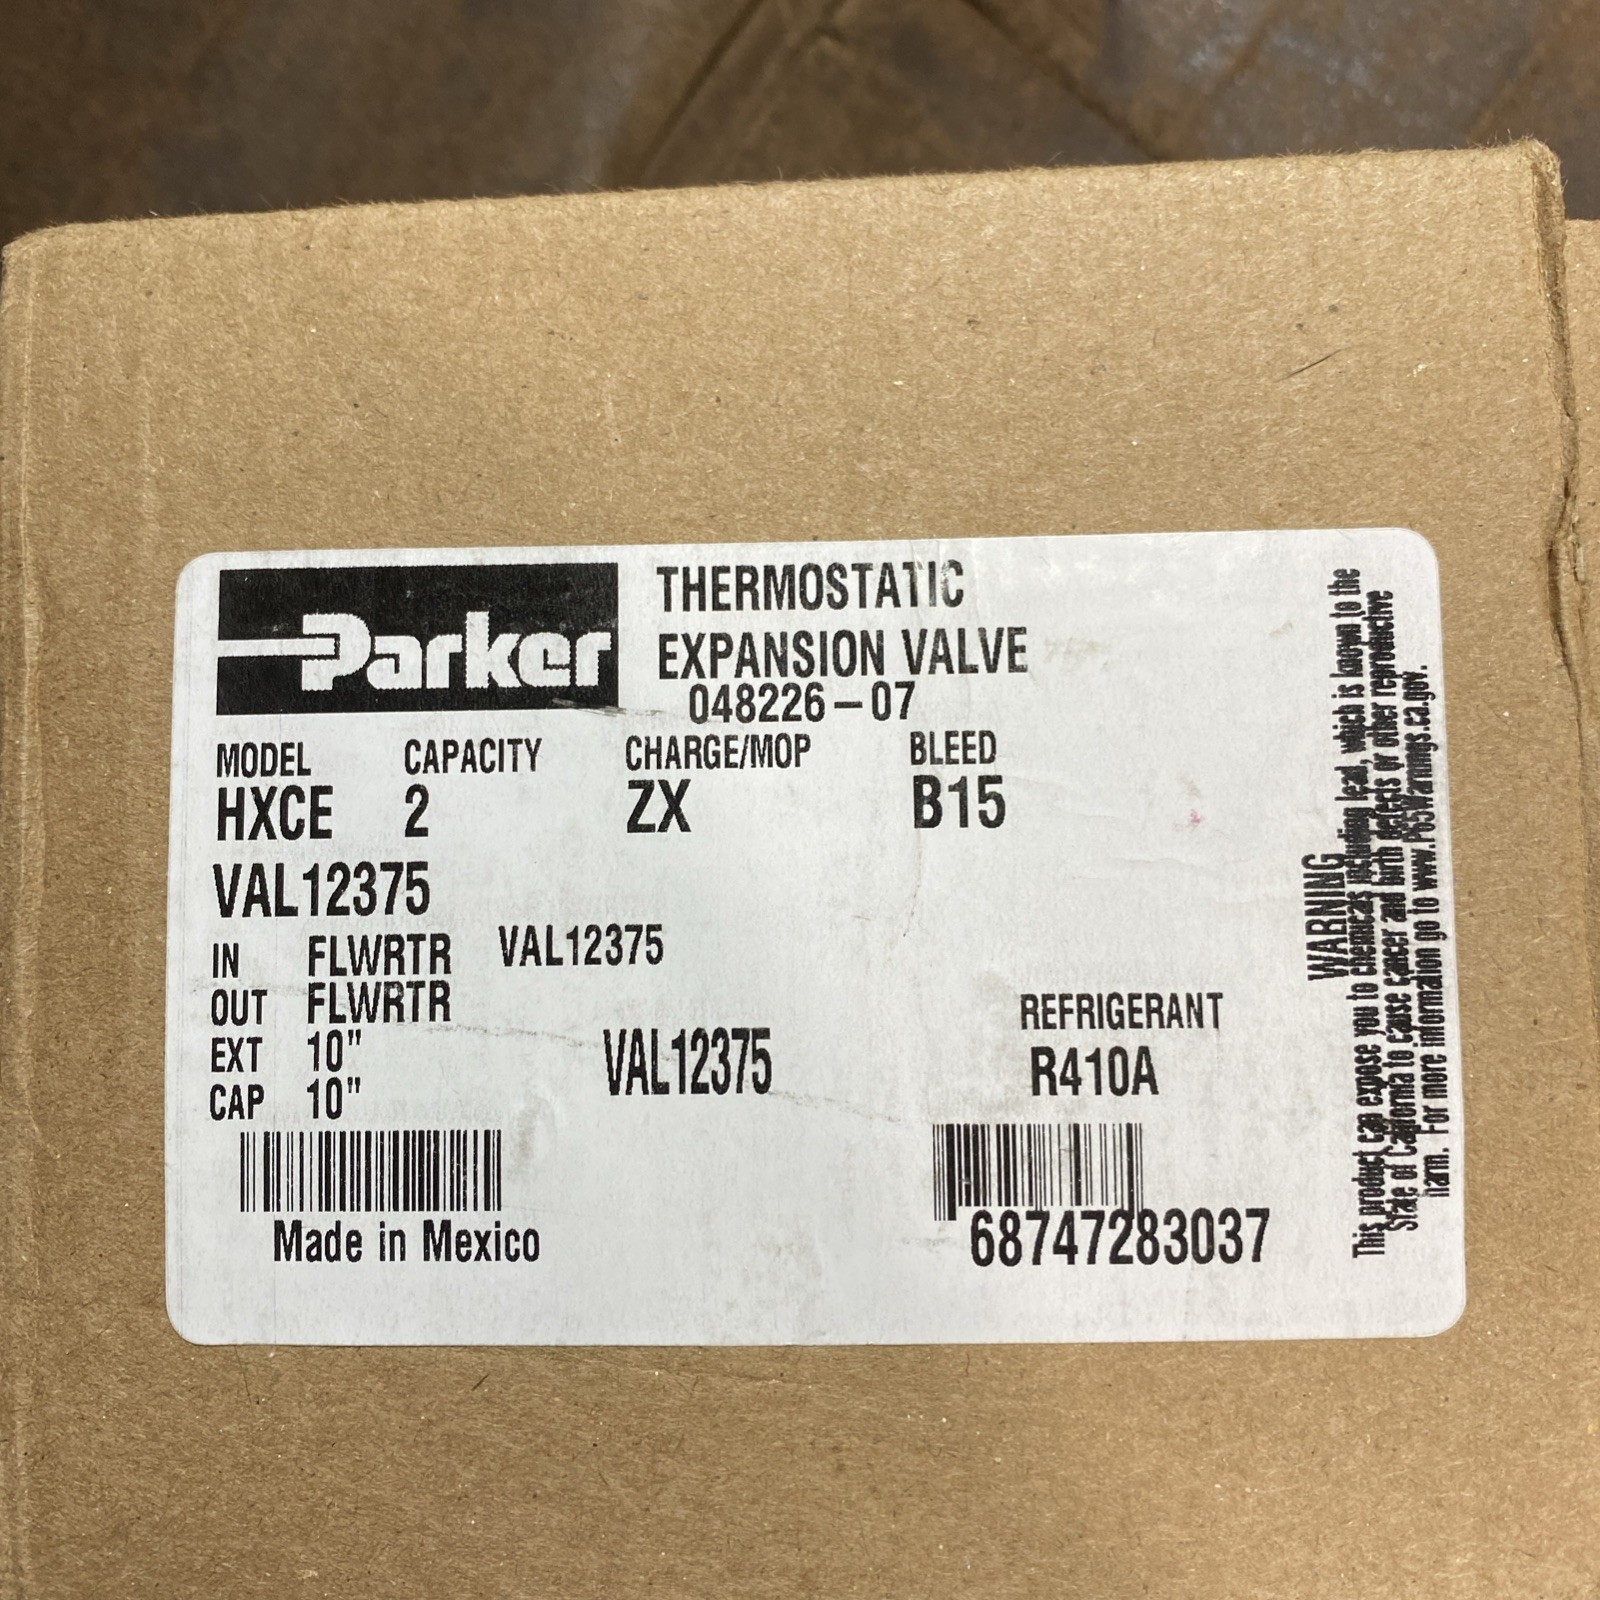 Parker
THERMOSTATIC
EXPANSION VALVE
048226-07
MODEL CAPACITY CHARGE/MOP BLEED
HXCE 2 ZX B15
VAL12375
IN FLWRTR VAL12375
OUT FLWRTR
EXT 10"
CAP 10"
VAL12375
REFRIGERANT
R410A
Made in Mexico
68747283037
WARNING
This product can expose you to chemicals including lead, which is known to the
State of California to cause cancer and birth defects or other reproductive
harm. For more information go to www.P65Warnings.ca.gov.